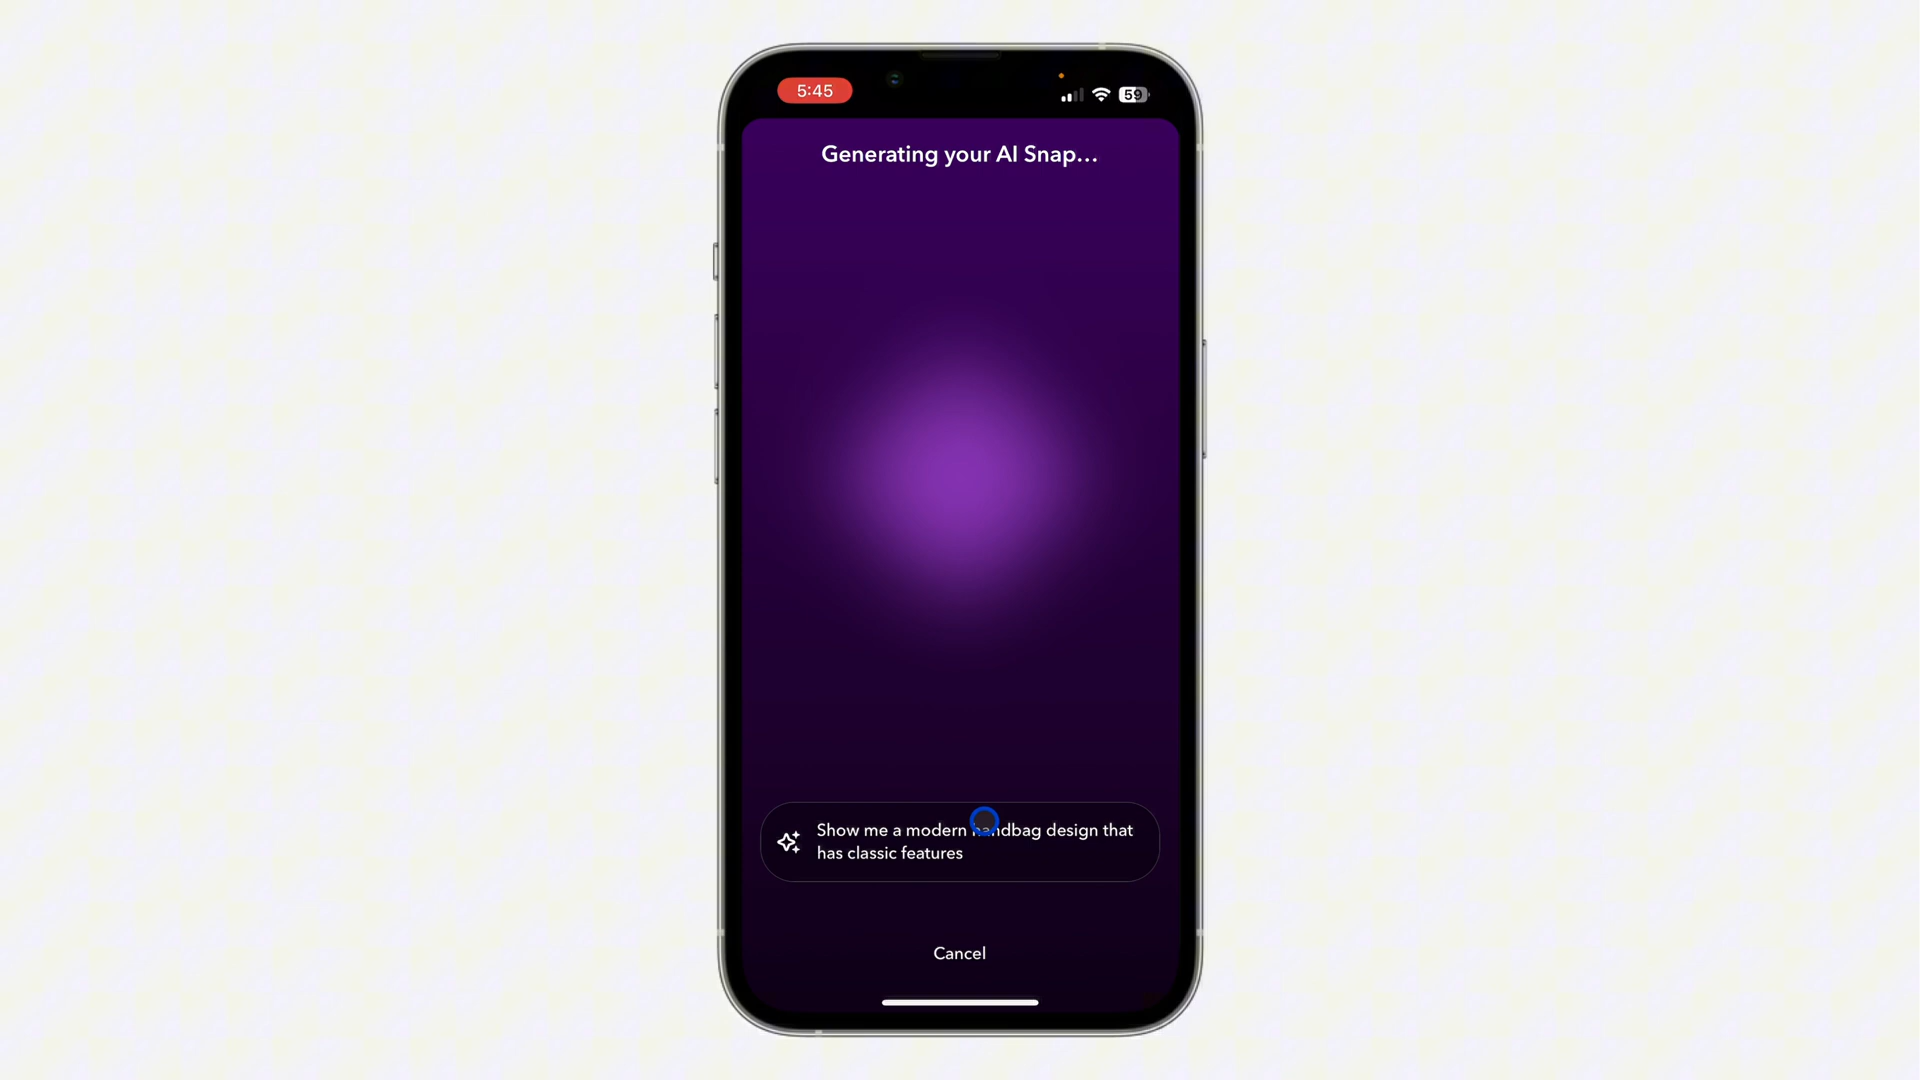 5:45
59
Generating your AI Snap...
Show me a modern handbag design that
has classic features
Cancel